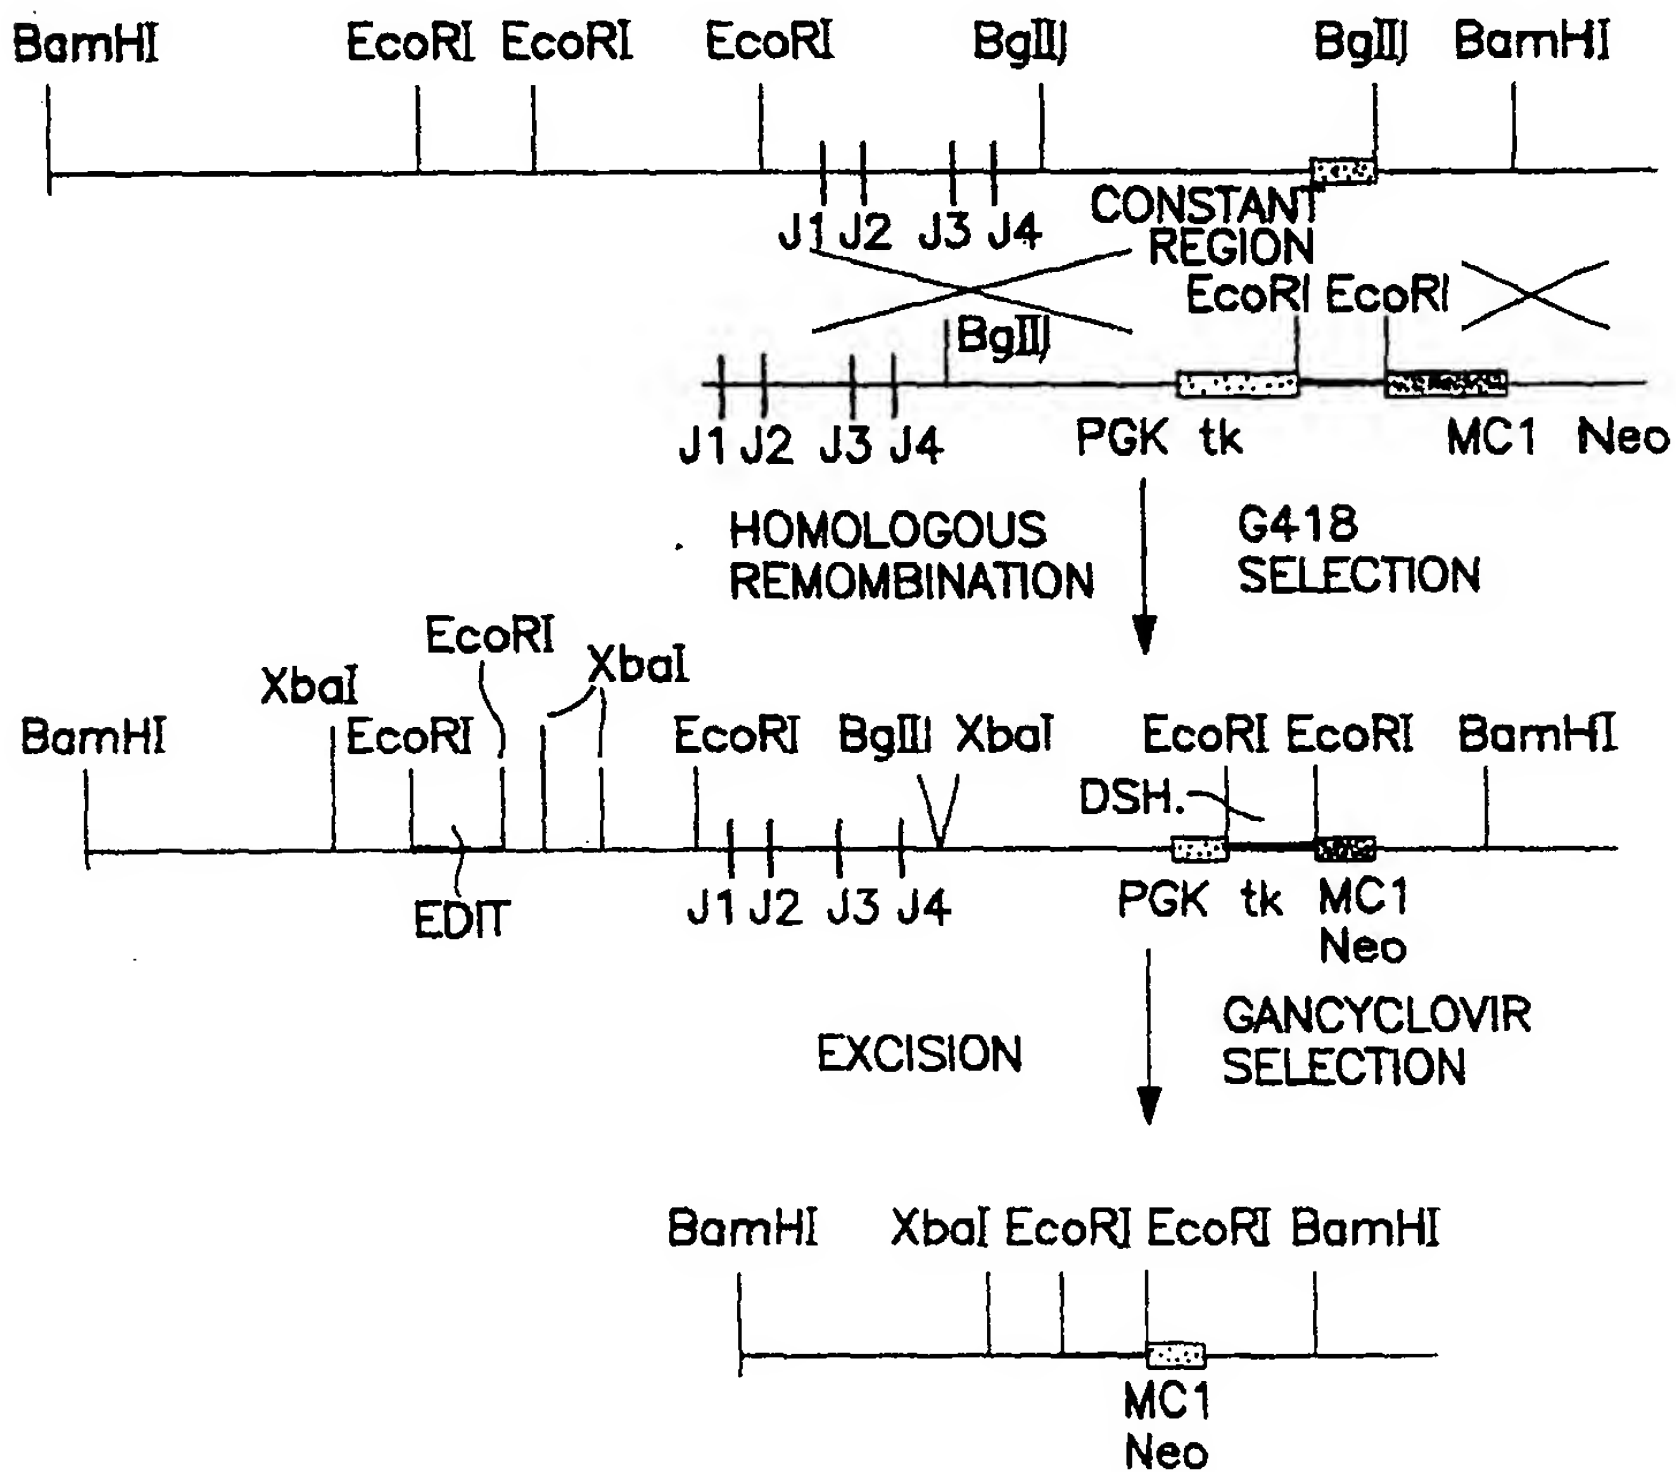 BamHI EcoRI EcoRI EcoRI BglII BglII BamHI
J1 J2 J3 J4
CONSTANT
REGION
EcoRI EcoRI
BglII
J1 J2 J3 J4 PGK tk MC1 Neo
HOMOLOGOUS
REMOMBINATION
G418
SELECTION
EcoRI
XbaI
XbaI
BamHI EcoRI EcoRI BglII XbaI EcoRI EcoRI BamHI
DSH.
J1 J2 J3 J4
PGK tk MC1
Neo
EDIT
EXCISION
GANCYCLOVIR
SELECTION
BamHI XbaI EcoRI EcoRI BamHI
MC1
Neo